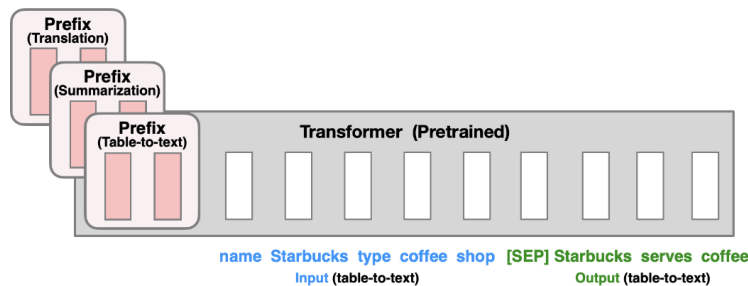 Prefix
(Translation)
Prefix
(Summarization)
Prefix
(Table-to-text)
Transformer (Pretrained)
name Starbucks type coffee shop [SEP] Starbucks serves coffee
Input (table-to-text) Output (table-to-text)